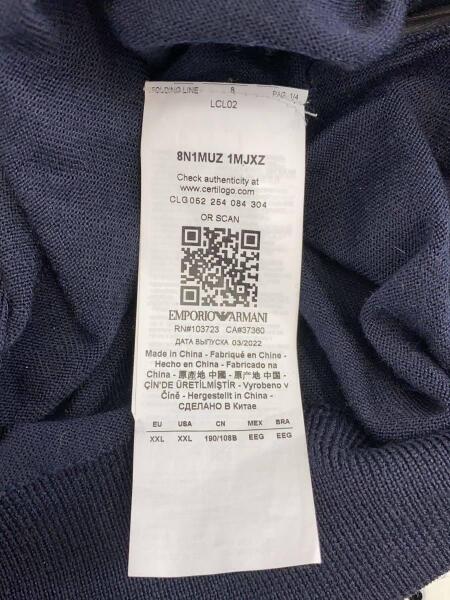 FOLDING LINE 8 PAG. 1/4
LCL02
8N1MUZ 1MJXZ
Check authenticity at
www.certilogo.com
CLG 052 254 084 304
OR SCAN
EMPORIO ARMANI
RN#103723 CA#37360
ДАТА ВЫПУСКА 03/2022
Made in China - Fabriqué en Chine -
Hecho en China - Fabricado na
China - 原產地 中國 - 原产地 中国 -
ÇİN'DE ÜRETİLMİŞTİR - Vyrobeno v
Číně - Hergestellt in China -
СДЕЛАНО В Китае
EU USA CN MEX BRA
XXL XXL 190/108B EEG EEG